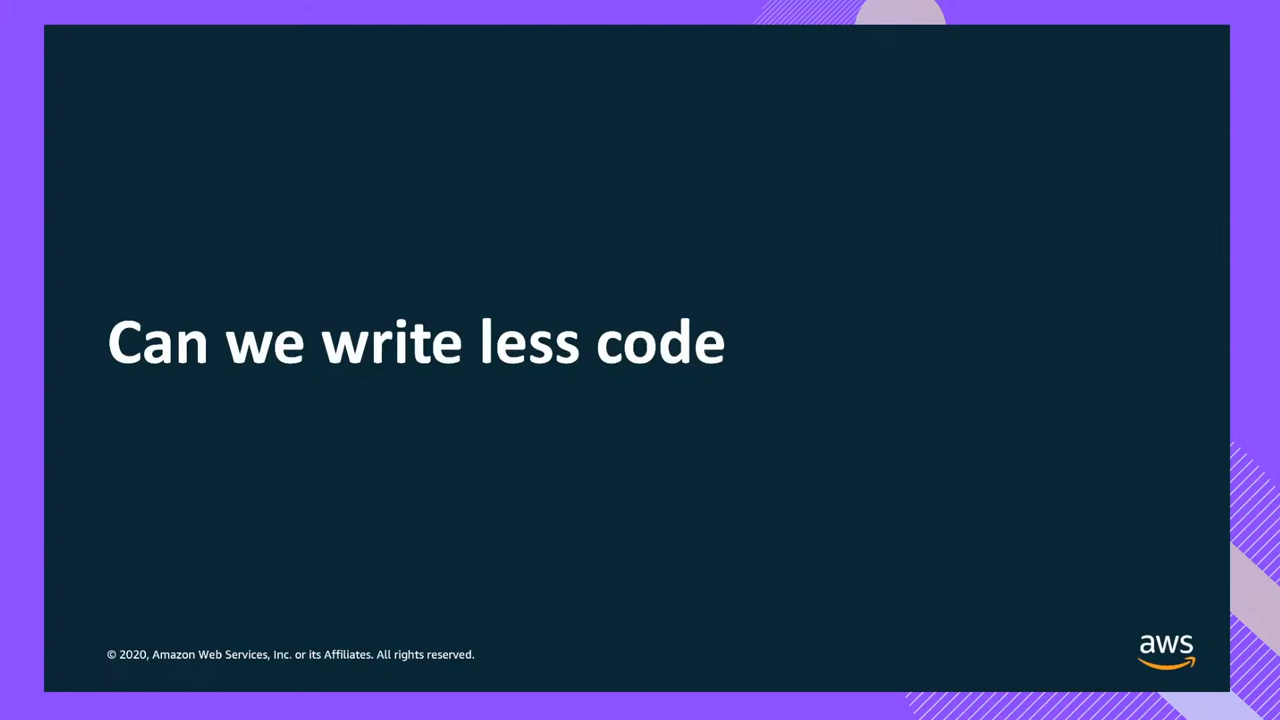 Can we write less code
© 2020, Amazon Web Services, Inc. or its Affiliates. All rights reserved.
aws